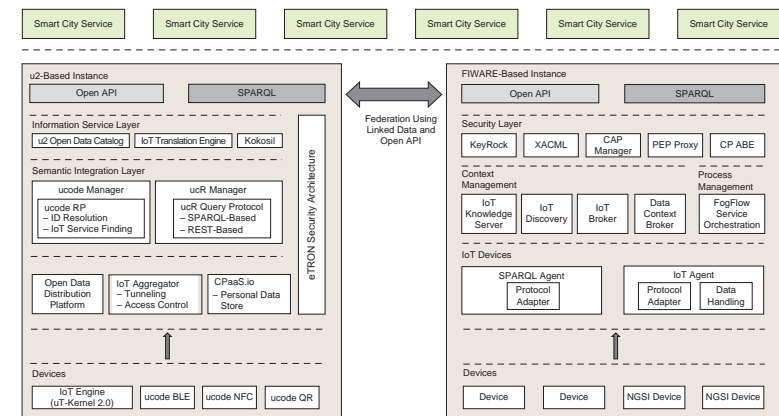 Smart City Service
Smart City Service
Smart City Service
Smart City Service
Smart City Service
Smart City Service
u2-Based Instance
Open API
SPARQL
Information Service Layer
u2 Open Data Catalog
IoT Translation Engine
Kokosil
Semantic Integration Layer
ucode Manager
ucode RP
– ID Resolution
– IoT Service Finding
ucR Manager
ucR Query Protocol
– SPARQL-Based
– REST-Based
Open Data
Distribution
Platform
IoT Aggregator
– Tunneling
– Access Control
CPaaS.io
– Personal Data
Store
eTRON Security Architecture
Devices
IoT Engine
(uT-Kernel 2.0)
ucode BLE
ucode NFC
ucode QR
Federation Using
Linked Data and
Open API
FIWARE-Based Instance
Open API
SPARQL
Security Layer
KeyRock
XACML
CAP
Manager
PEP Proxy
CP ABE
Context
Management
Process
Management
IoT
Knowledge
Server
IoT
Discovery
IoT
Broker
Data
Context
Broker
FogFlow
Service
Orchestration
IoT Devices
SPARQL Agent
Protocol
Adapter
IoT Agent
Protocol
Adapter
Data
Handling
Devices
Device
Device
NGSI Device
NGSI Device